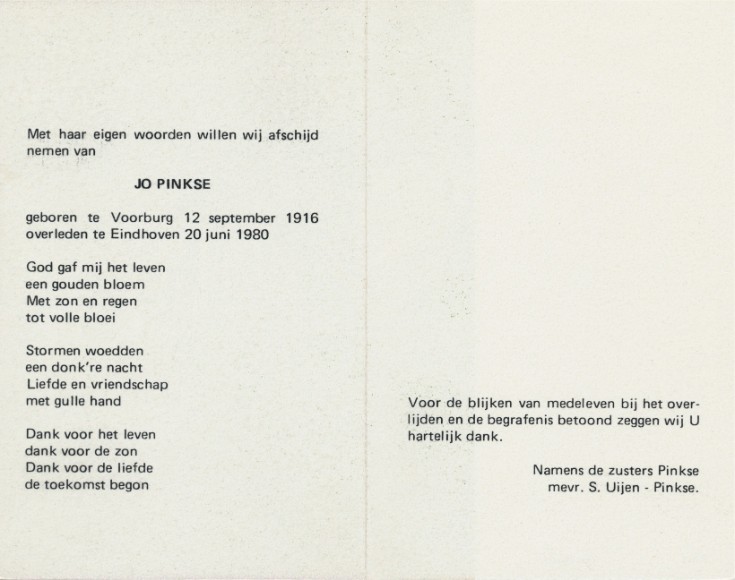 Met haar eigen woorden willen wij afschijd
nemen van
JO PINKSE
geboren te Voorburg 12 september 1916
overleden te Eindhoven 20 juni 1980
God gaf mij het leven
een gouden bloem
Met zon en regen
tot volle bloei
Stormen woedden
een donk're nacht
Liefde en vriendschap
met gulle hand
Dank voor het leven
dank voor de zon
Dank voor de liefde
de toekomst begon
Voor de blijken van medeleven bij het over-
lijden en de begrafenis betoond zeggen wij U
hartelijk dank.
Namens de zusters Pinkse
mevr. S. Uijen - Pinkse.